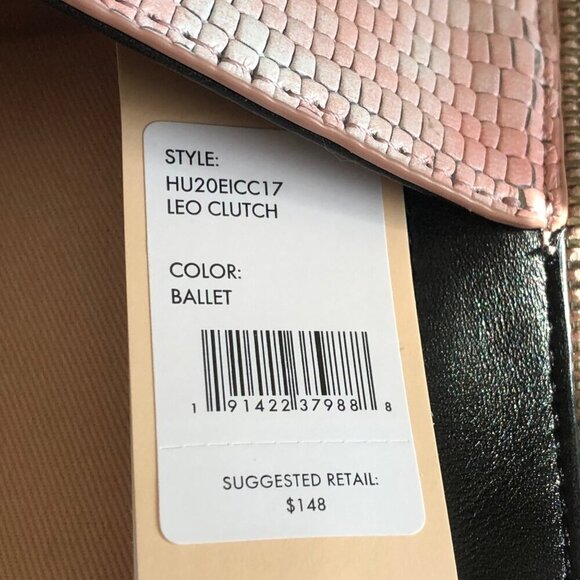 STYLE:
HU20EICC17
LEO CLUTCH
COLOR:
BALLET
1 91422 37988 8
SUGGESTED RETAIL:
$148